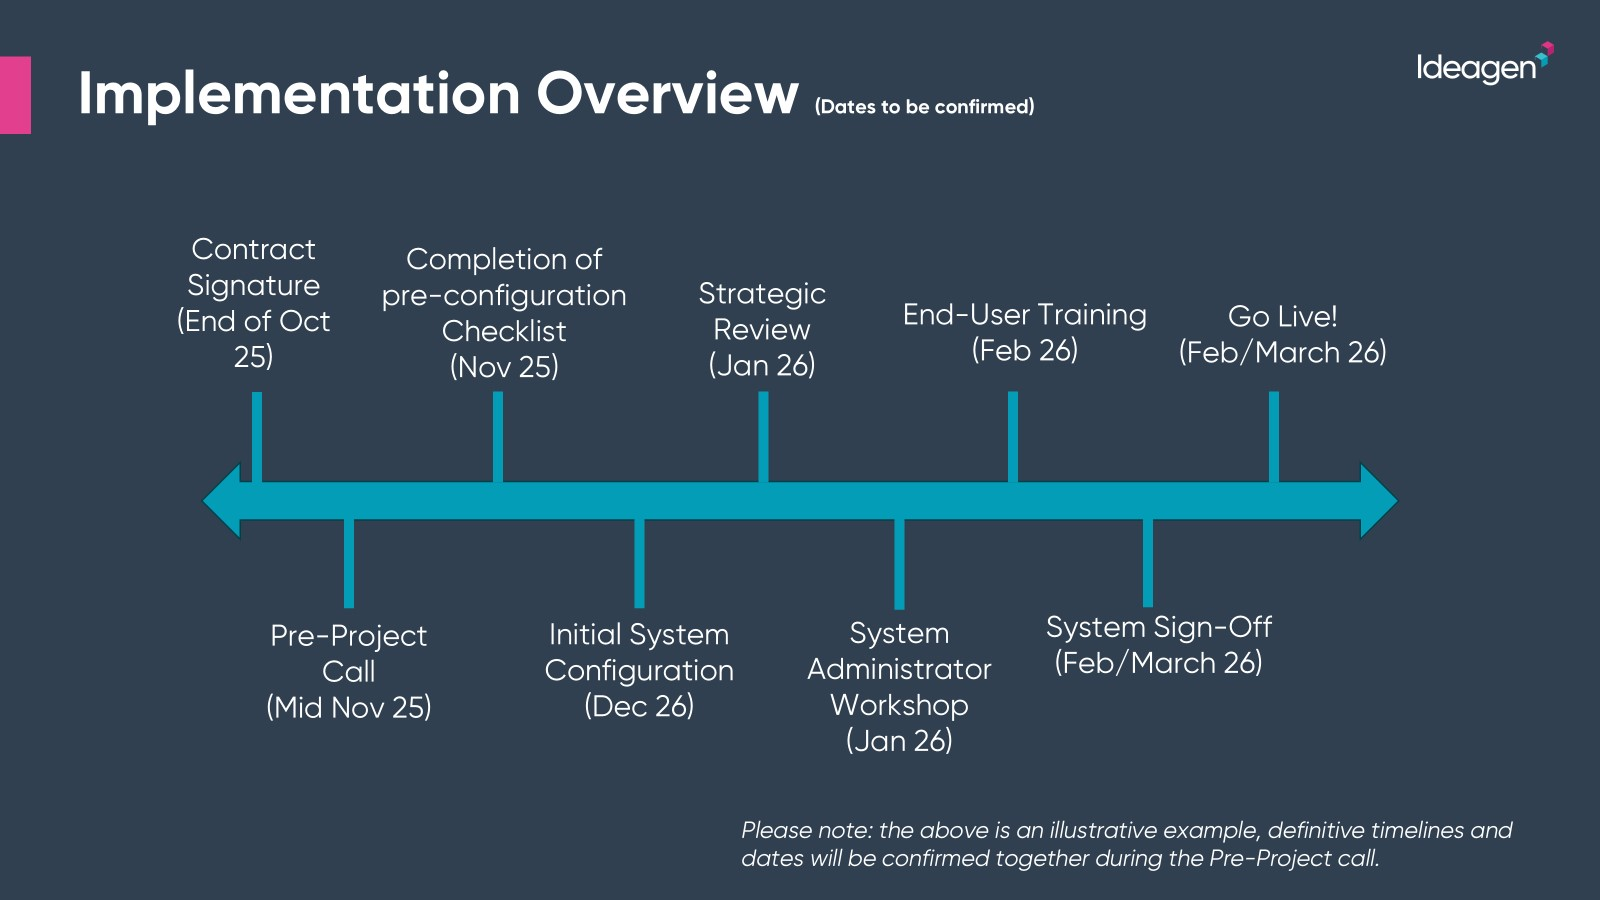 Implementation Overview (Dates to be confirmed)
Ideagen
Contract
Signature
(End of Oct
25)
Completion of
pre-configuration
Checklist
(Nov 25)
Strategic
Review
(Jan 26)
End-User Training
(Feb 26)
Go Live!
(Feb/March 26)
Pre-Project
Call
(Mid Nov 25)
Initial System
Configuration
(Dec 26)
System
Administrator
Workshop
(Jan 26)
System Sign-Off
(Feb/March 26)
Please note: the above is an illustrative example, definitive timelines and
dates will be confirmed together during the Pre-Project call.